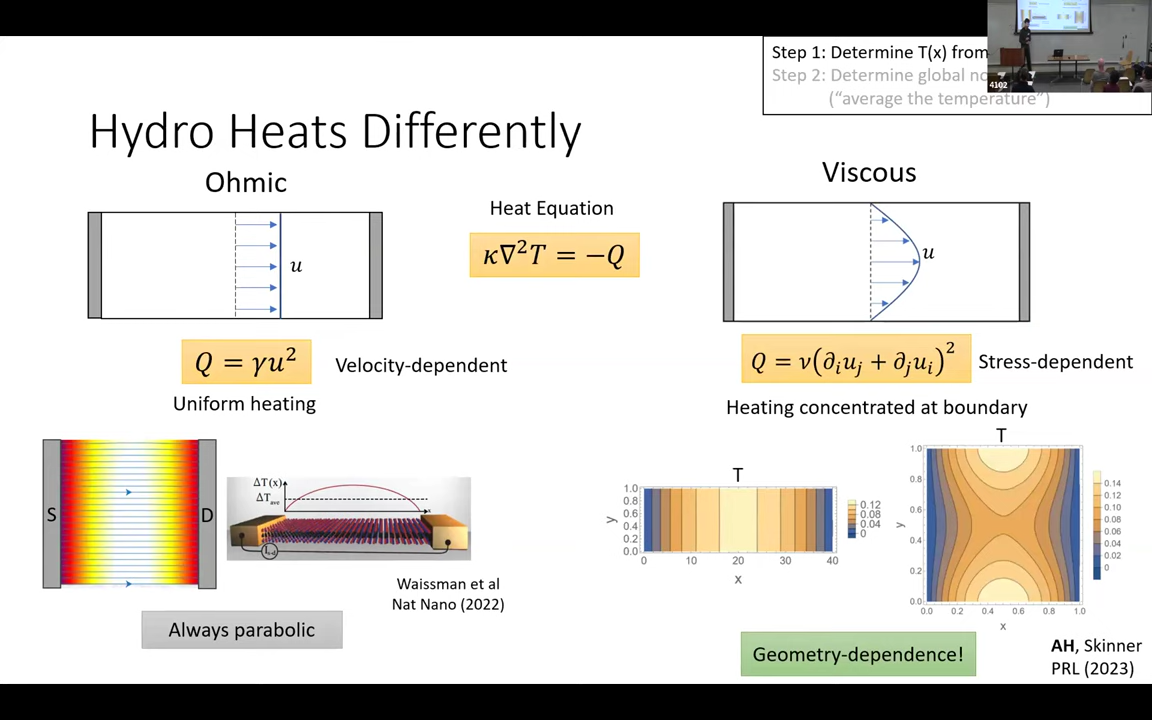 Step 1: Determine T(x) from
Step 2: Determine global
("average the temperature")
4102
Hydro Heats Differently
Ohmic
u
Q = γu²
Velocity-dependent
Uniform heating
S
D
ΔT(x)
ΔT_ave
x
Waissman et al
Nat Nano (2022)
Always parabolic
Heat Equation
κ∇²T = −Q
Viscous
u
Q = ν(∂ᵢuⱼ + ∂ⱼuᵢ)²
Stress-dependent
Heating concentrated at boundary
T
1.0
0.8
0.6
0.4
0.2
0.0
y
0 10 20 30 40
x
0.12
0.08
0.04
0
T
1.0
0.8
0.6
0.4
0.2
0.0
y
0.0 0.2 0.4 0.6 0.8 1.0
x
0.14
0.12
0.10
0.08
0.06
0.04
0.02
0
Geometry-dependence!
AH, Skinner
PRL (2023)